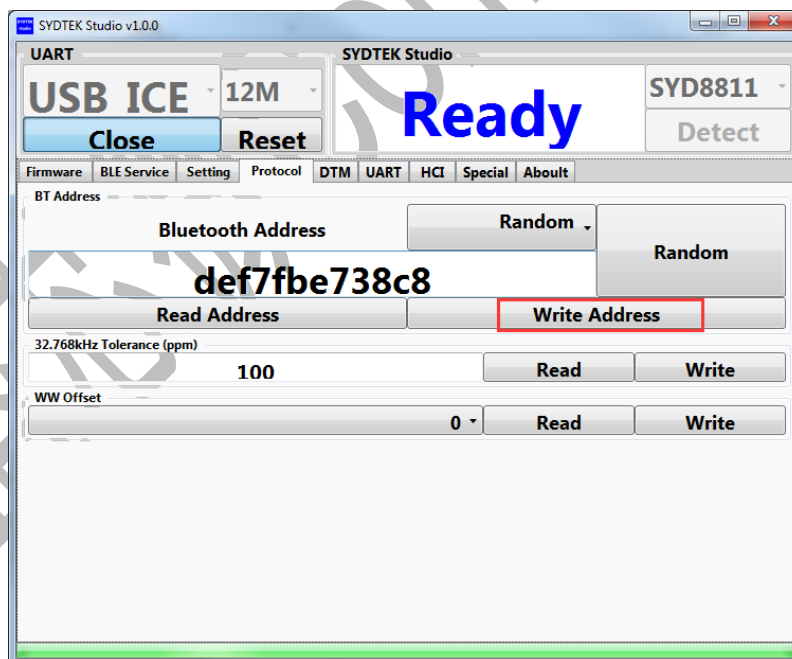 SYDTEK Studio v1.0.0
UART
SYDTEK Studio
USB ICE
12M
Ready
SYD8811
Close
Reset
Detect
Firmware BLE Service Setting Protocol DTM UART HCI Special Aboult
BT Address
Bluetooth Address
Random
Random
def7fbe738c8
Read Address
Write Address
32.768kHz Tolerance (ppm)
100
Read
Write
WW Offset
0
Read
Write